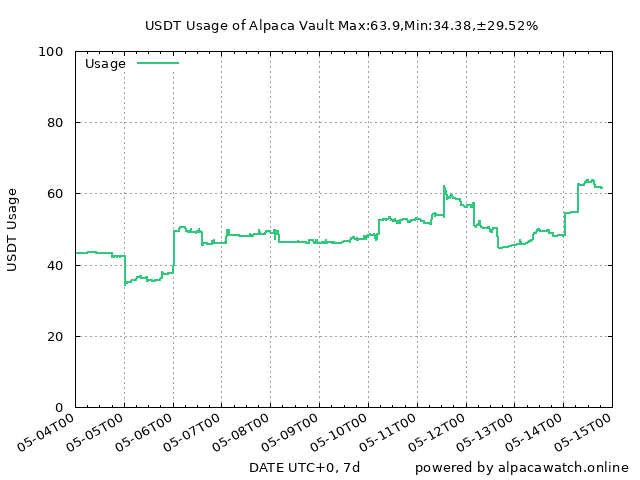 USDT Usage of Alpaca Vault Max:63.9,Min:34.38,±29.52%
100
Usage
80
60
USDT Usage
40
20
0
05-04T00
05-05T00
05-06T00
05-07T00
05-08T00
05-09T00
05-10T00
05-11T00
05-12T00
05-13T00
05-14T00
05-15T00
DATE UTC+0, 7d
powered by alpacawatch.online